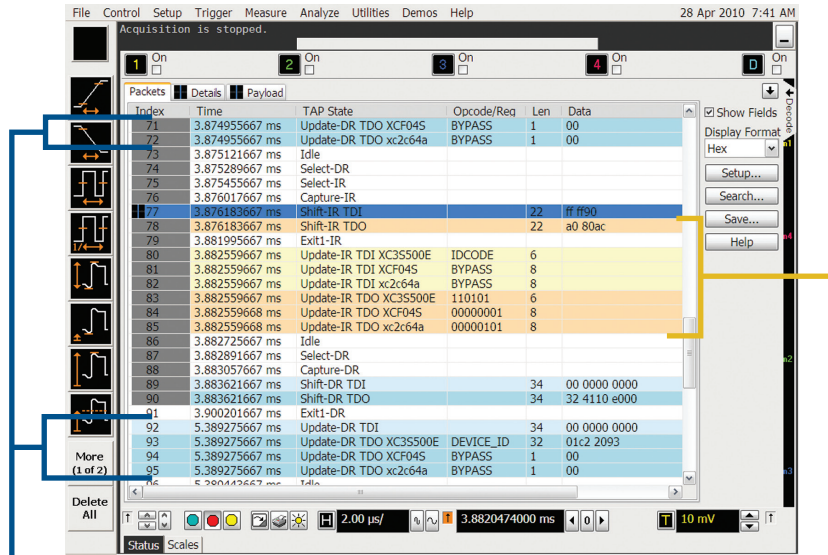 File Control Setup Trigger Measure Analyze Utilities Demos Help 28 Apr 2010 7:41 AM
Acquisition is stopped.
1 On 2 On 3 On 4 On D On
Packets Details Payload
Index Time TAP State Opcode/Reg Len Data
71 3.874955667 ms Update-DR TDO XCF04S BYPASS 1 00
72 3.874955667 ms Update-DR TDO xc2c64a BYPASS 1 00
73 3.875121667 ms Idle
74 3.875289667 ms Select-DR
75 3.875455667 ms Select-IR
76 3.876017667 ms Capture-IR
77 3.876183667 ms Shift-IR TDI 22 ff ff90
78 3.876183667 ms Shift-IR TDO 22 a0 80ac
79 3.881995667 ms Exit1-IR
80 3.882559667 ms Update-IR TDI XC3S500E IDCODE 6
81 3.882559667 ms Update-IR TDI XCF04S BYPASS 8
82 3.882559667 ms Update-IR TDI xc2c64a BYPASS 8
83 3.882559667 ms Update-IR TDO XC3S500E 110101 6
84 3.882559668 ms Update-IR TDO XCF04S 00000001 8
85 3.882559668 ms Update-IR TDO xc2c64a 00000101 8
86 3.882725667 ms Idle
87 3.882891667 ms Select-DR
88 3.883057667 ms Capture-DR
89 3.883621667 ms Shift-DR TDI 34 00 0000 0000
90 3.883621667 ms Shift-DR TDO 34 32 4110 e000
91 3.900201667 ms Exit1-DR
92 5.389275667 ms Update-DR TDI 34 00 0000 0000
93 5.389275667 ms Update-DR TDO XC3S500E DEVICE_ID 32 01c2 2093
94 5.389275667 ms Update-DR TDO XCF04S BYPASS 1 00
95 5.389275667 ms Update-DR TDO xc2c64a BYPASS 1 00
96 5.389443667 ms Idle
Show Fields
Display Format
Hex
Setup...
Search...
Save...
Help
Decode
n1
n4
n2
n3
More
(1 of 2)
Delete
All
H 2.00 µs/ 3.8820474000 ms 0 T 10 mV
Status Scales